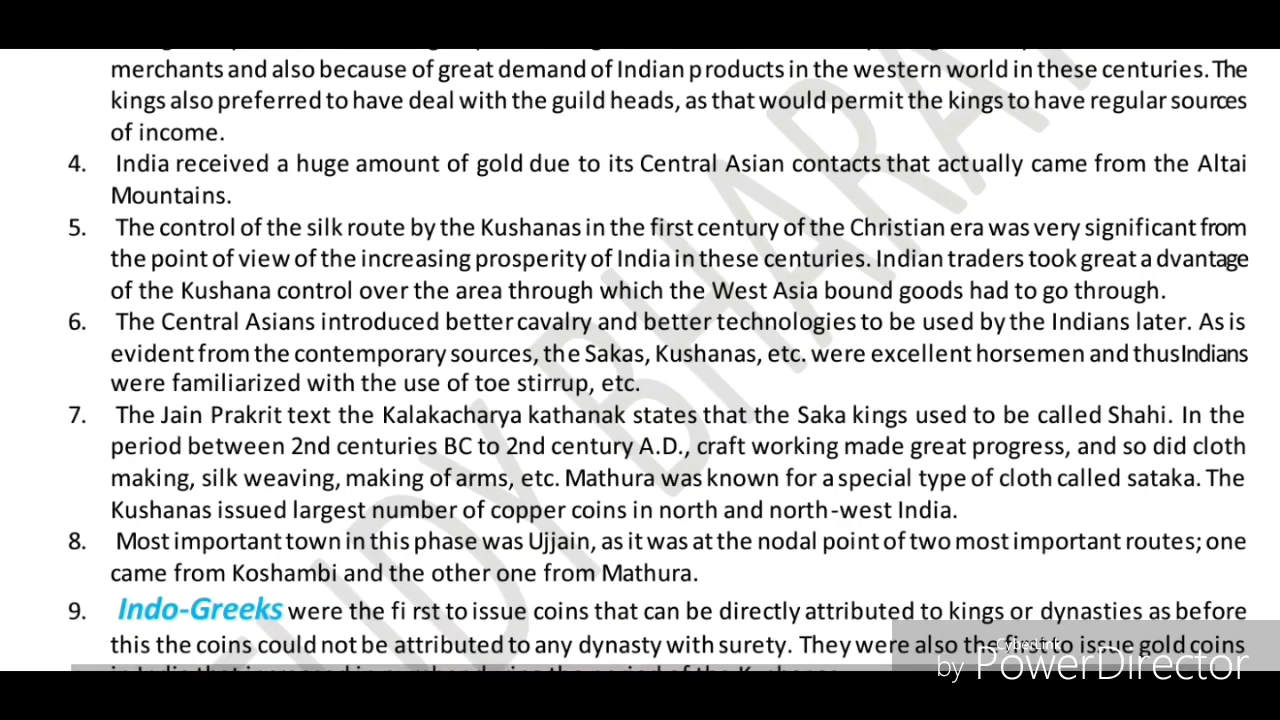 merchants and also because of great demand of Indian products in the western world in these centuries. The
kings also preferred to have deal with the guild heads, as that would permit the kings to have regular sources
of income.
4. India received a huge amount of gold due to its Central Asian contacts that actually came from the Altai
Mountains.
5. The control of the silk route by the Kushanas in the first century of the Christian era was very significant from
the point of view of the increasing prosperity of India in these centuries. Indian traders took great advantage
of the Kushana control over the area through which the West Asia bound goods had to go through.
6. The Central Asians introduced better cavalry and better technologies to be used by the Indians later. As is
evident from the contemporary sources, the Sakas, Kushanas, etc. were excellent horsemen and thus Indians
were familiarized with the use of toe stirrup, etc.
7. The Jain Prakrit text the Kalakacharya kathanak states that the Saka kings used to be called Shahi. In the
period between 2nd centuries BC to 2nd century A.D., craft working made great progress, and so did cloth
making, silk weaving, making of arms, etc. Mathura was known for a special type of cloth called sataka. The
Kushanas issued largest number of copper coins in north and north-west India.
8. Most important town in this phase was Ujjain, as it was at the nodal point of two most important routes; one
came from Koshambi and the other one from Mathura.
9. Indo-Greeks were the fi rst to issue coins that can be directly attributed to kings or dynasties as before
this the coins could not be attributed to any dynasty with surety. They were also the first to issue gold coins
CyberLink
by PowerDirector